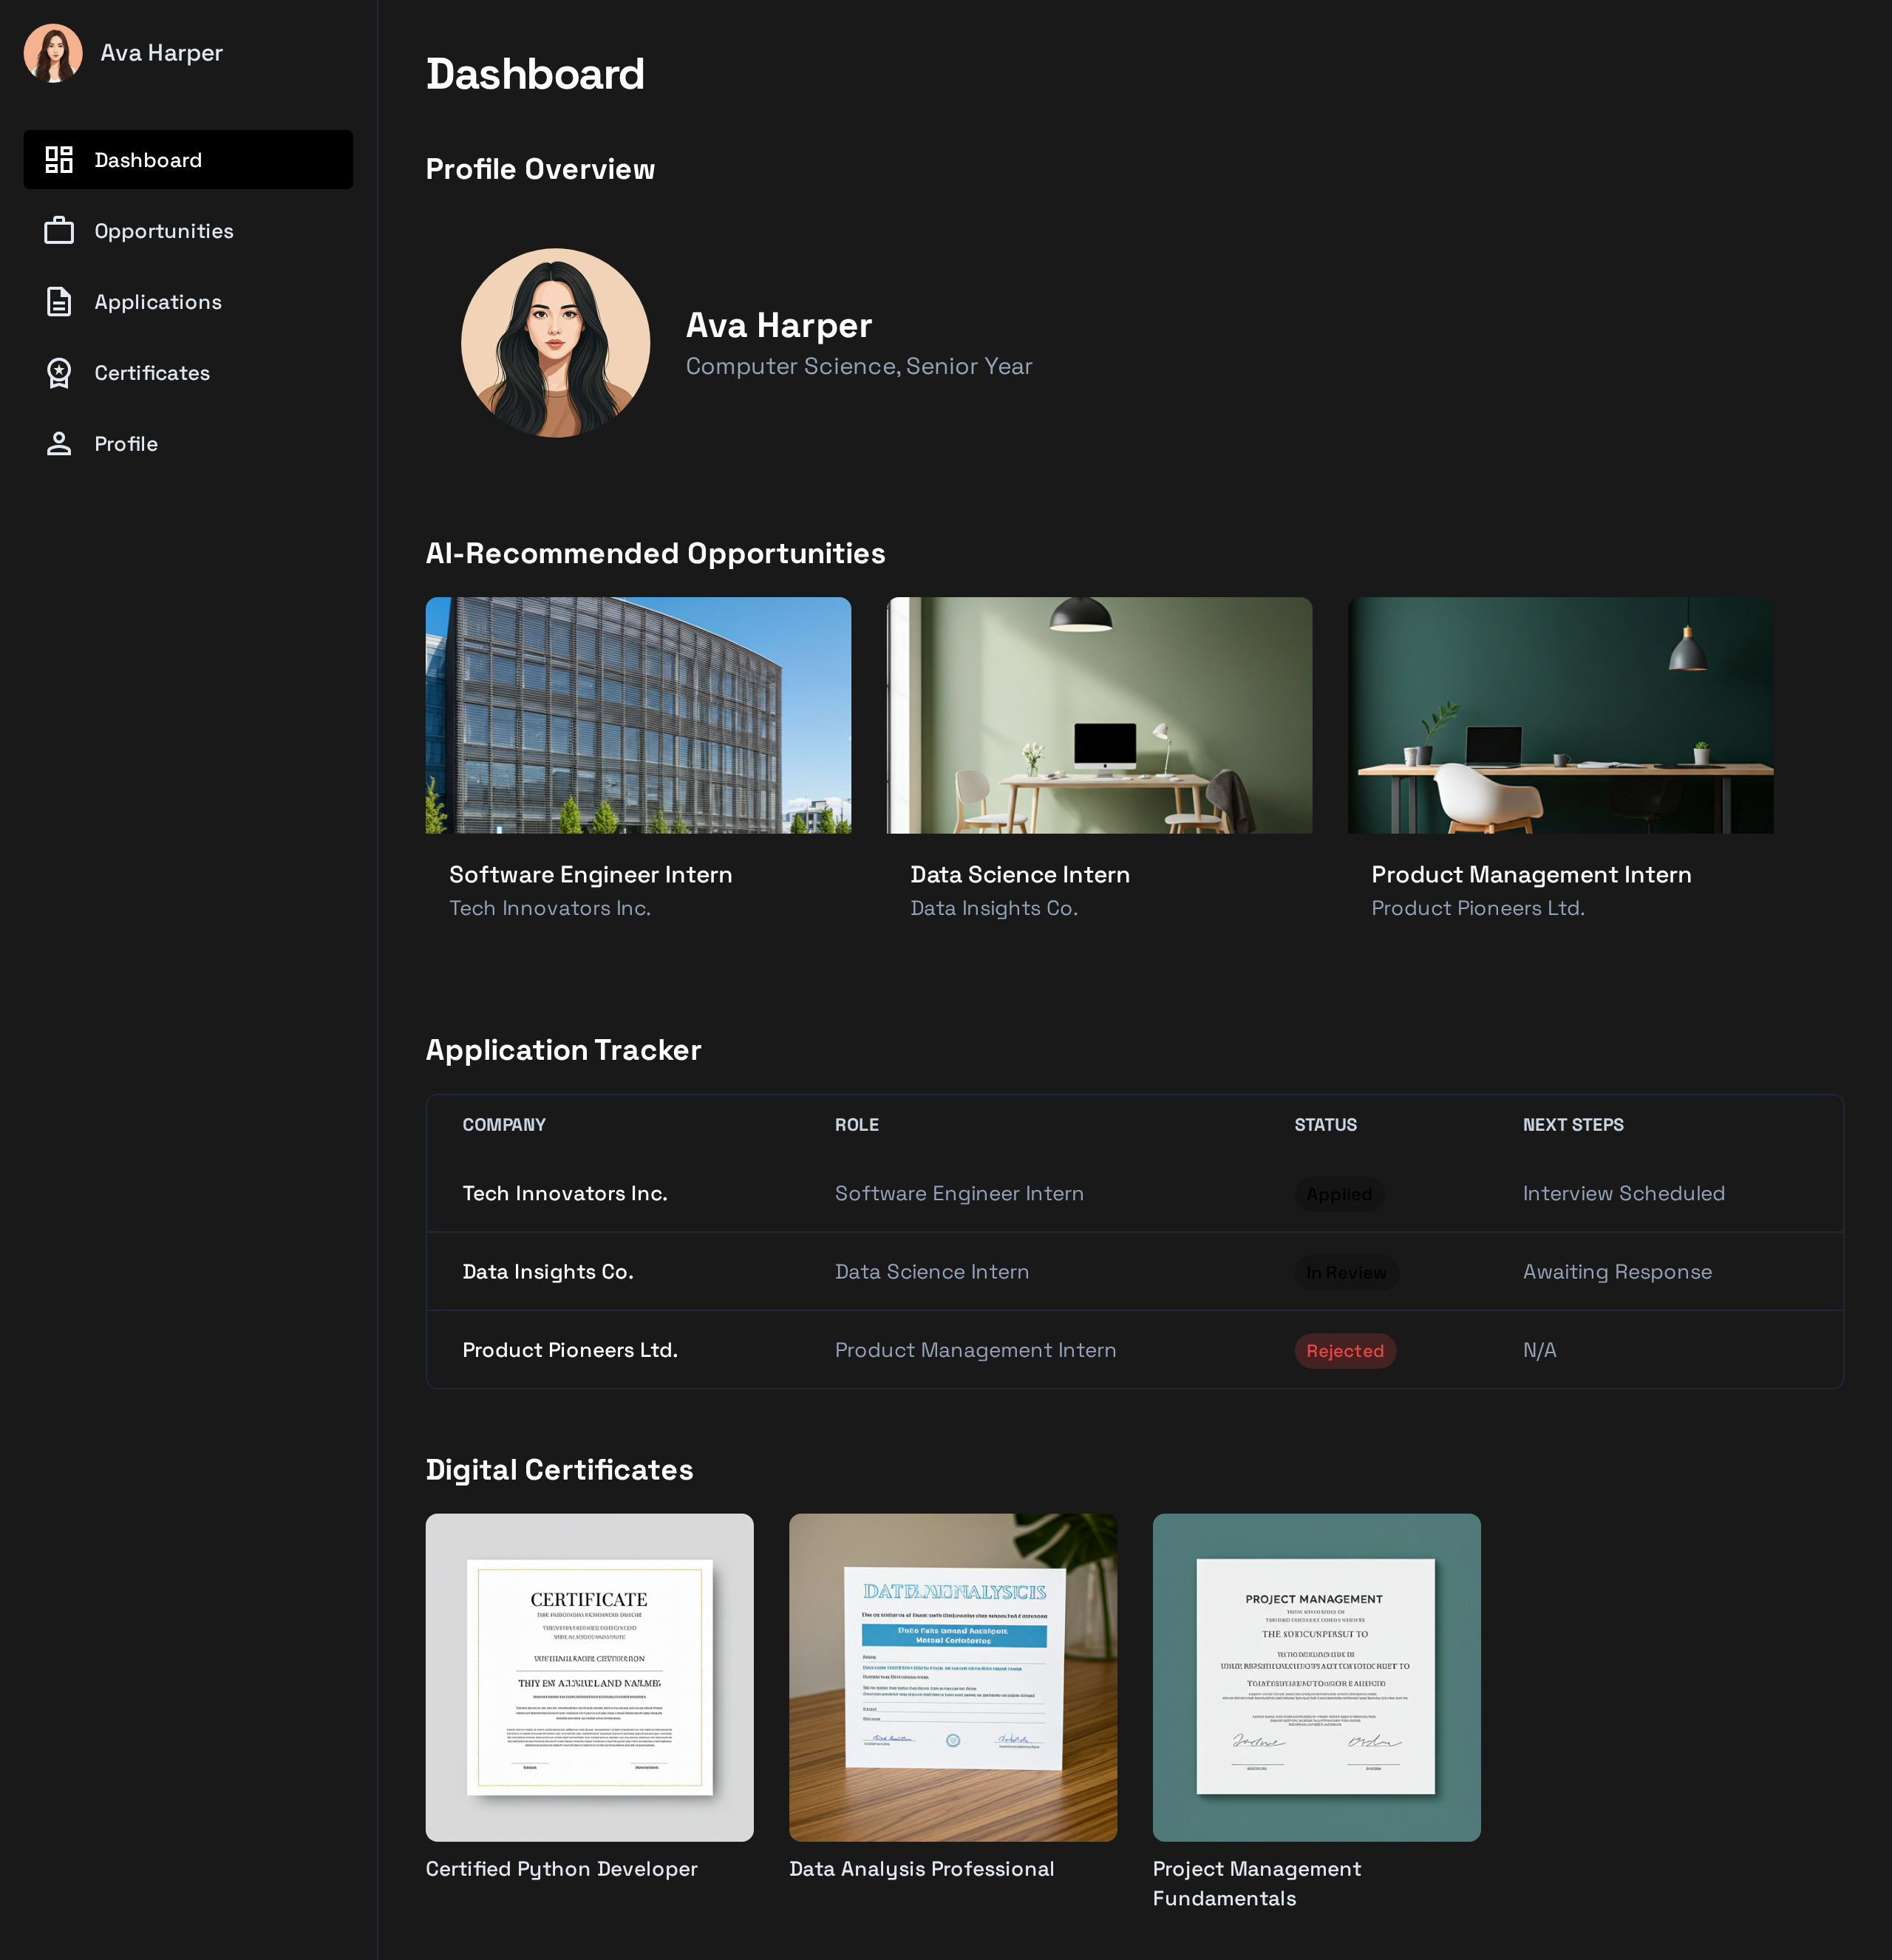 Ava Harper
Dashboard
Opportunities
Applications
Certificates
Profile
Dashboard
Profile Overview
Ava Harper
Computer Science, Senior Year
AI-Recommended Opportunities
Software Engineer Intern
Tech Innovators Inc.
Data Science Intern
Data Insights Co.
Product Management Intern
Product Pioneers Ltd.
Application Tracker
COMPANY ROLE STATUS NEXT STEPS
Tech Innovators Inc. Software Engineer Intern Applied Interview Scheduled
Data Insights Co. Data Science Intern In Review Awaiting Response
Product Pioneers Ltd. Product Management Intern Rejected N/A
Digital Certificates
CERTIFICATE
PROJECT MANAGEMENT
Certified Python Developer
Data Analysis Professional
Project Management
Fundamentals